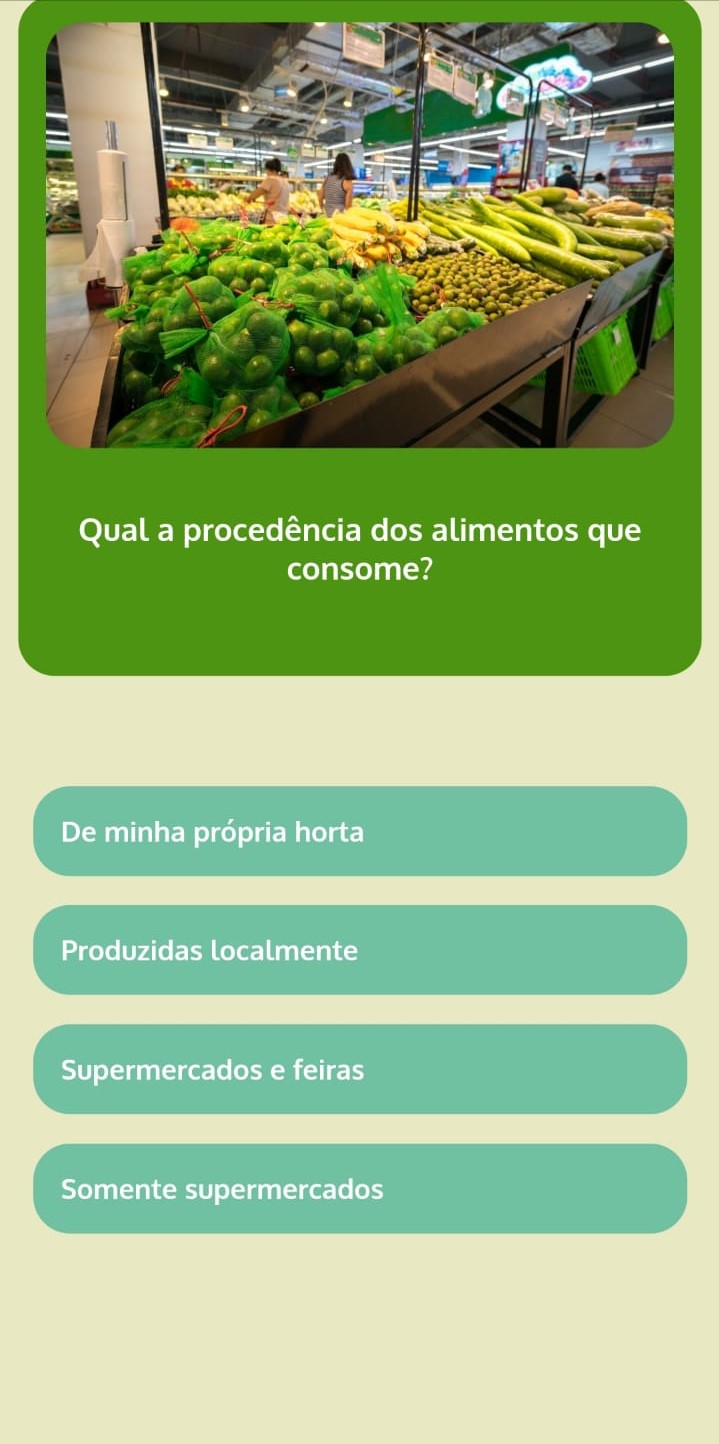 Qual a procedência dos alimentos que
consome?
De minha própria horta
Produzidas localmente
Supermercados e feiras
Somente supermercados